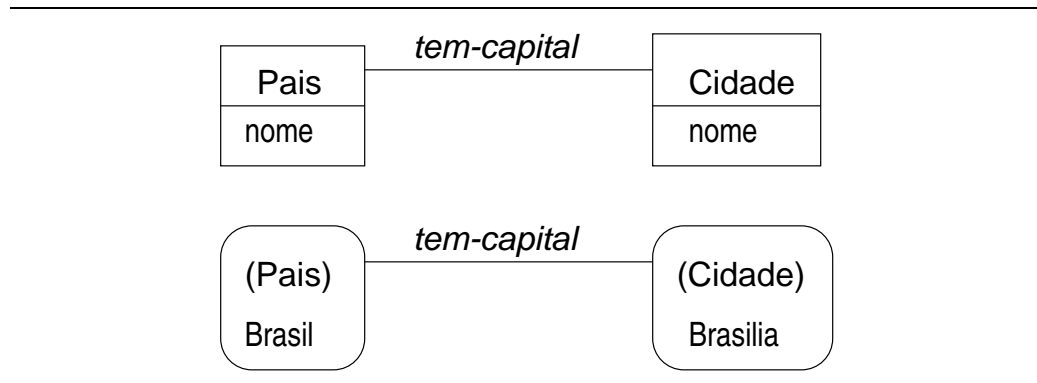 tem-capital
Pais Cidade
nome nome
tem-capital
(Pais) (Cidade)
Brasil Brasilia